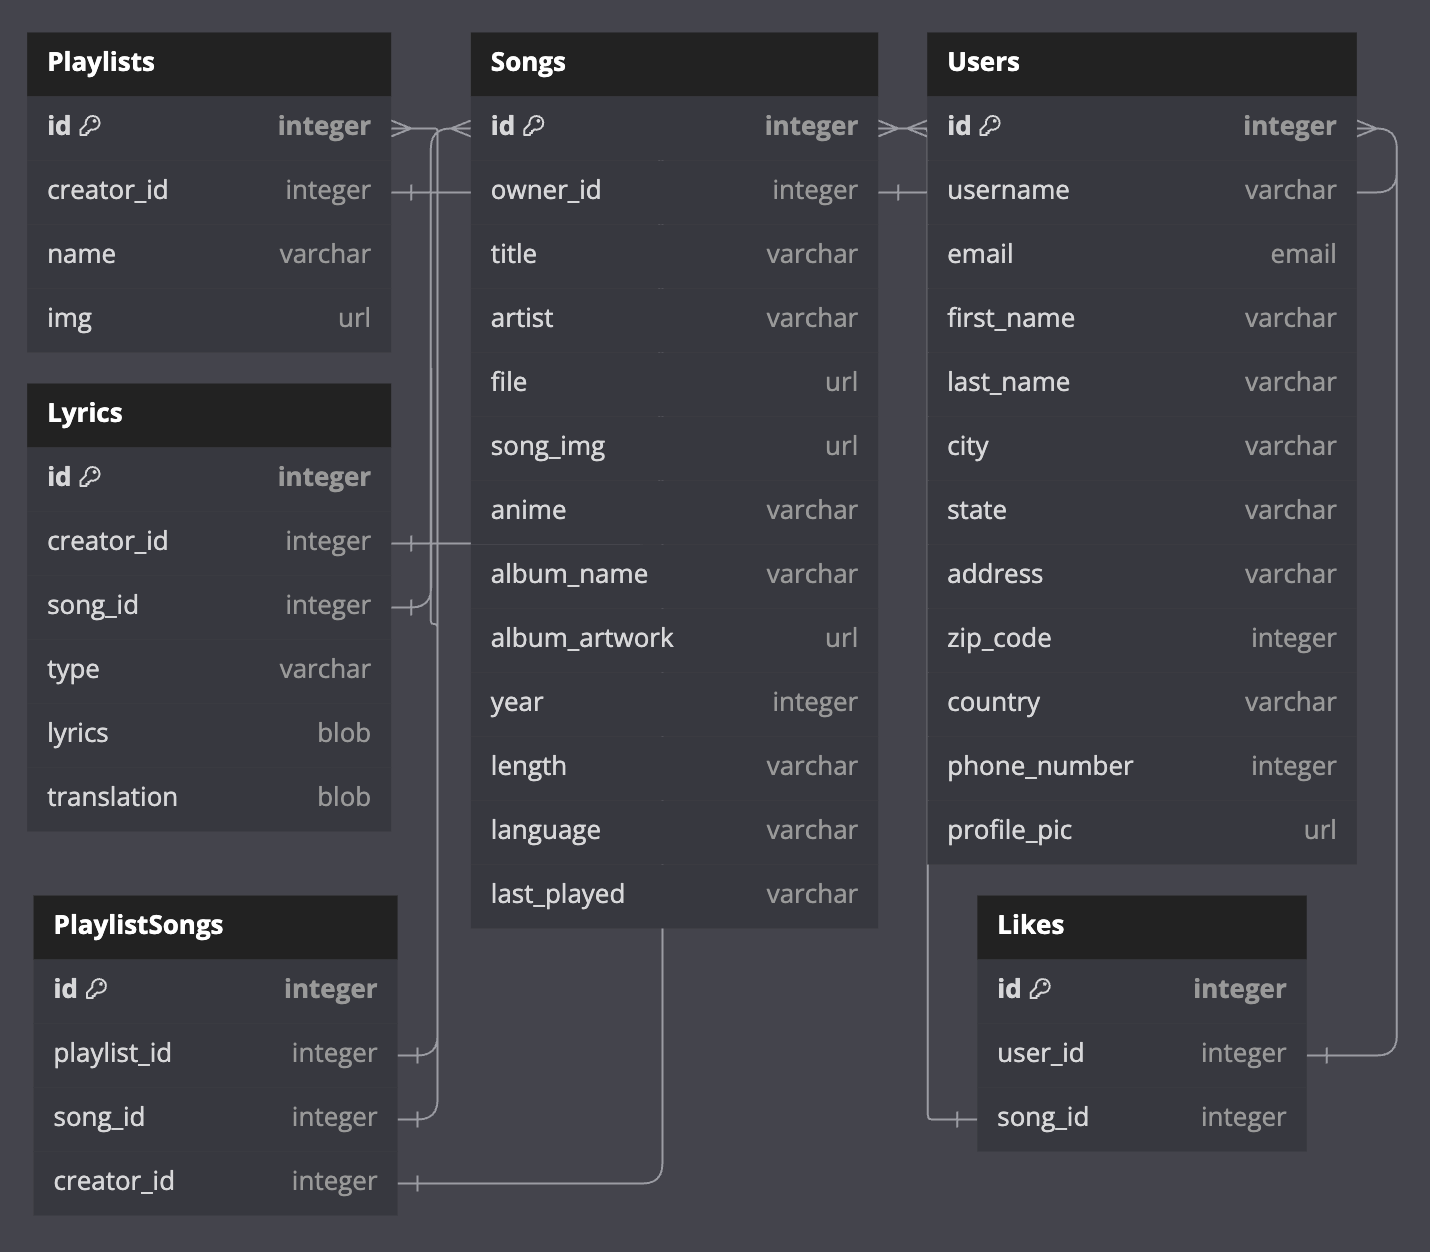 Playlists
id integer
creator_id integer
name varchar
img url
Lyrics
id integer
creator_id integer
song_id integer
type varchar
lyrics blob
translation blob
PlaylistSongs
id integer
playlist_id integer
song_id integer
creator_id integer
Songs
id integer
owner_id integer
title varchar
artist varchar
file url
song_img url
anime varchar
album_name varchar
album_artwork url
year integer
length varchar
language varchar
last_played varchar
Users
id integer
username varchar
email email
first_name varchar
last_name varchar
city varchar
state varchar
address varchar
zip_code integer
country varchar
phone_number integer
profile_pic url
Likes
id integer
user_id integer
song_id integer